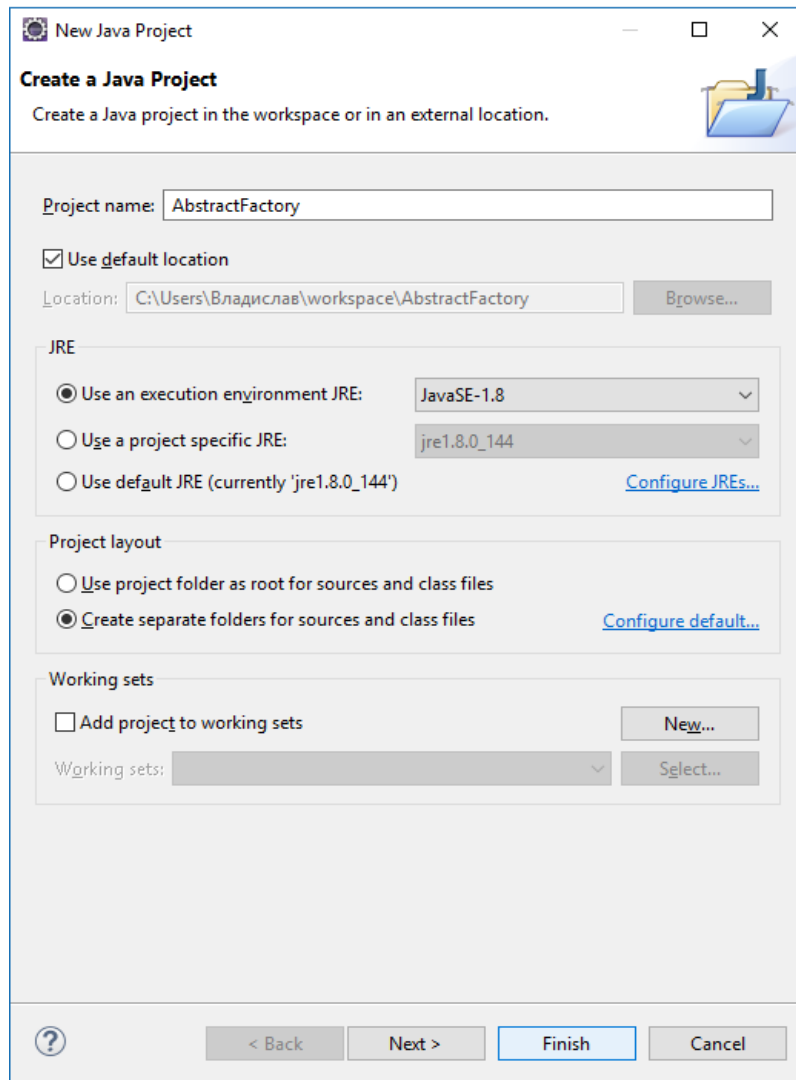 New Java Project
Create a Java Project
Create a Java project in the workspace or in an external location.
Project name: AbstractFactory
Use default location
Location: C:\Users\Владислав\workspace\AbstractFactory Browse...
JRE
Use an execution environment JRE: JavaSE-1.8
Use a project specific JRE: jre1.8.0_144
Use default JRE (currently 'jre1.8.0_144') Configure JREs...
Project layout
Use project folder as root for sources and class files
Create separate folders for sources and class files Configure default...
Working sets
Add project to working sets New...
Working sets: Select...
? < Back Next > Finish Cancel